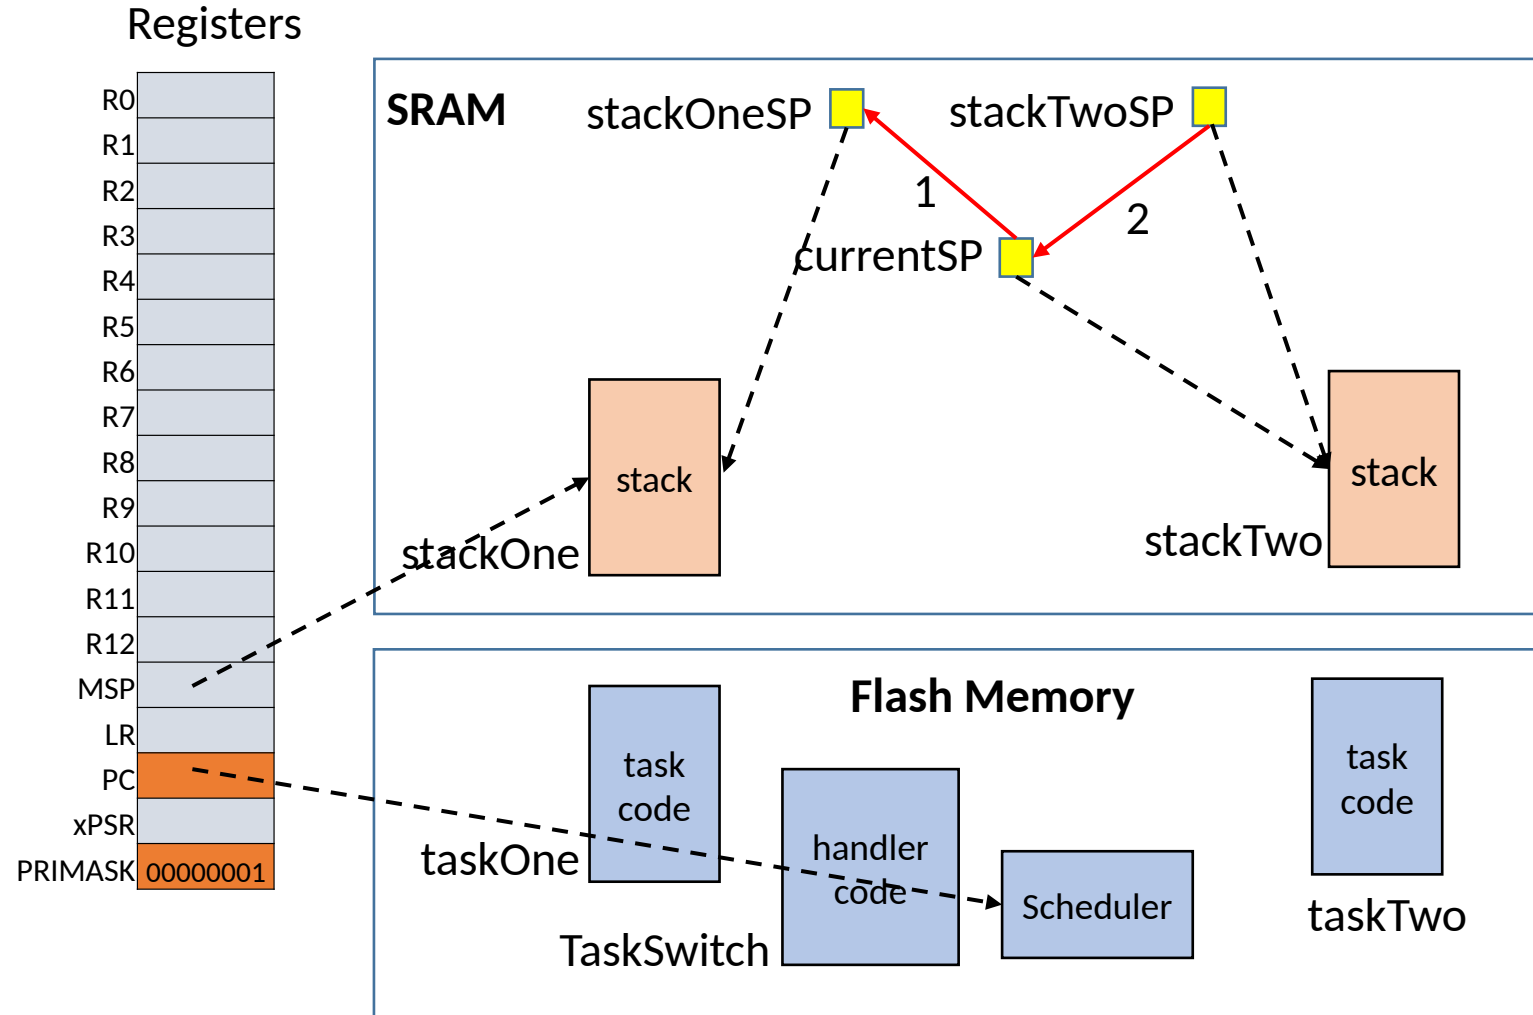 Registers
R0
R1
R2
R3
R4
R5
R6
R7
R8
R9
R10
R11
R12
MSP
LR
PC
xPSR
PRIMASK 00000001
SRAM
stackOneSP
stackTwoSP
1
2
currentSP
stack
stackOne
stack
stackTwo
Flash Memory
task
code
taskOne
handler
code
TaskSwitch
Scheduler
task
code
taskTwo